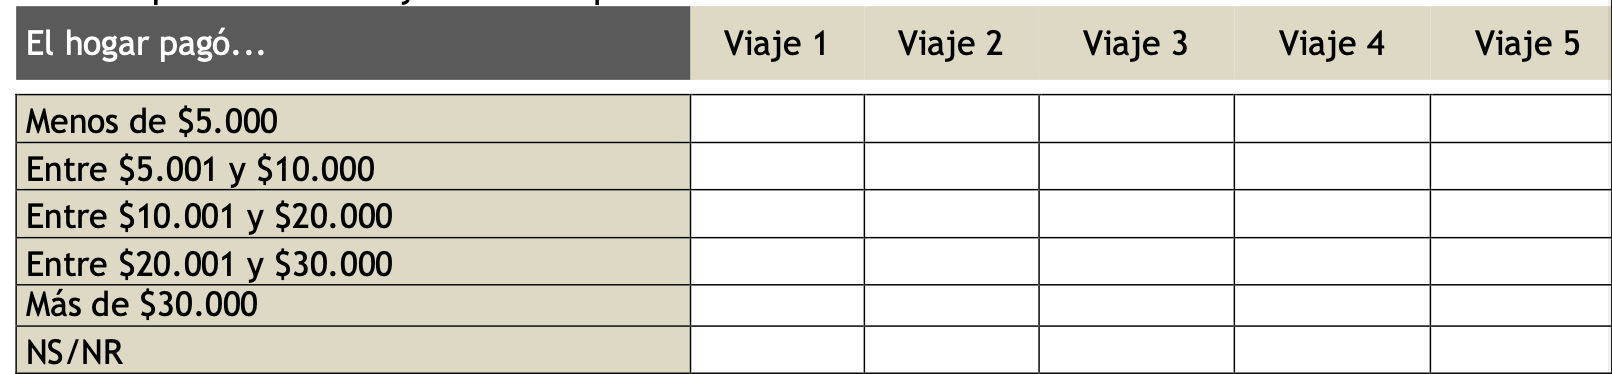 El hogar pagó... Viaje 1 Viaje 2 Viaje 3 Viaje 4 Viaje 5
Menos de $5.000
Entre $5.001 y $10.000
Entre $10.001 y $20.000
Entre $20.001 y $30.000
Más de $30.000
NS/NR